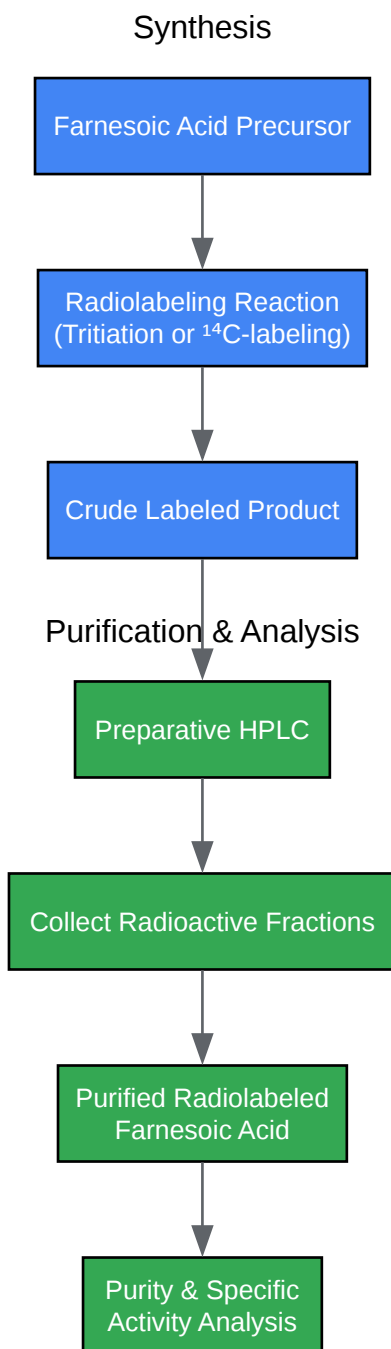 Synthesis
Farnesoic Acid Precursor
Radiolabeling Reaction
(Tritiation or ¹⁴C-labeling)
Crude Labeled Product
Purification & Analysis
Preparative HPLC
Collect Radioactive Fractions
Purified Radiolabeled
Farnesoic Acid
Purity & Specific
Activity Analysis